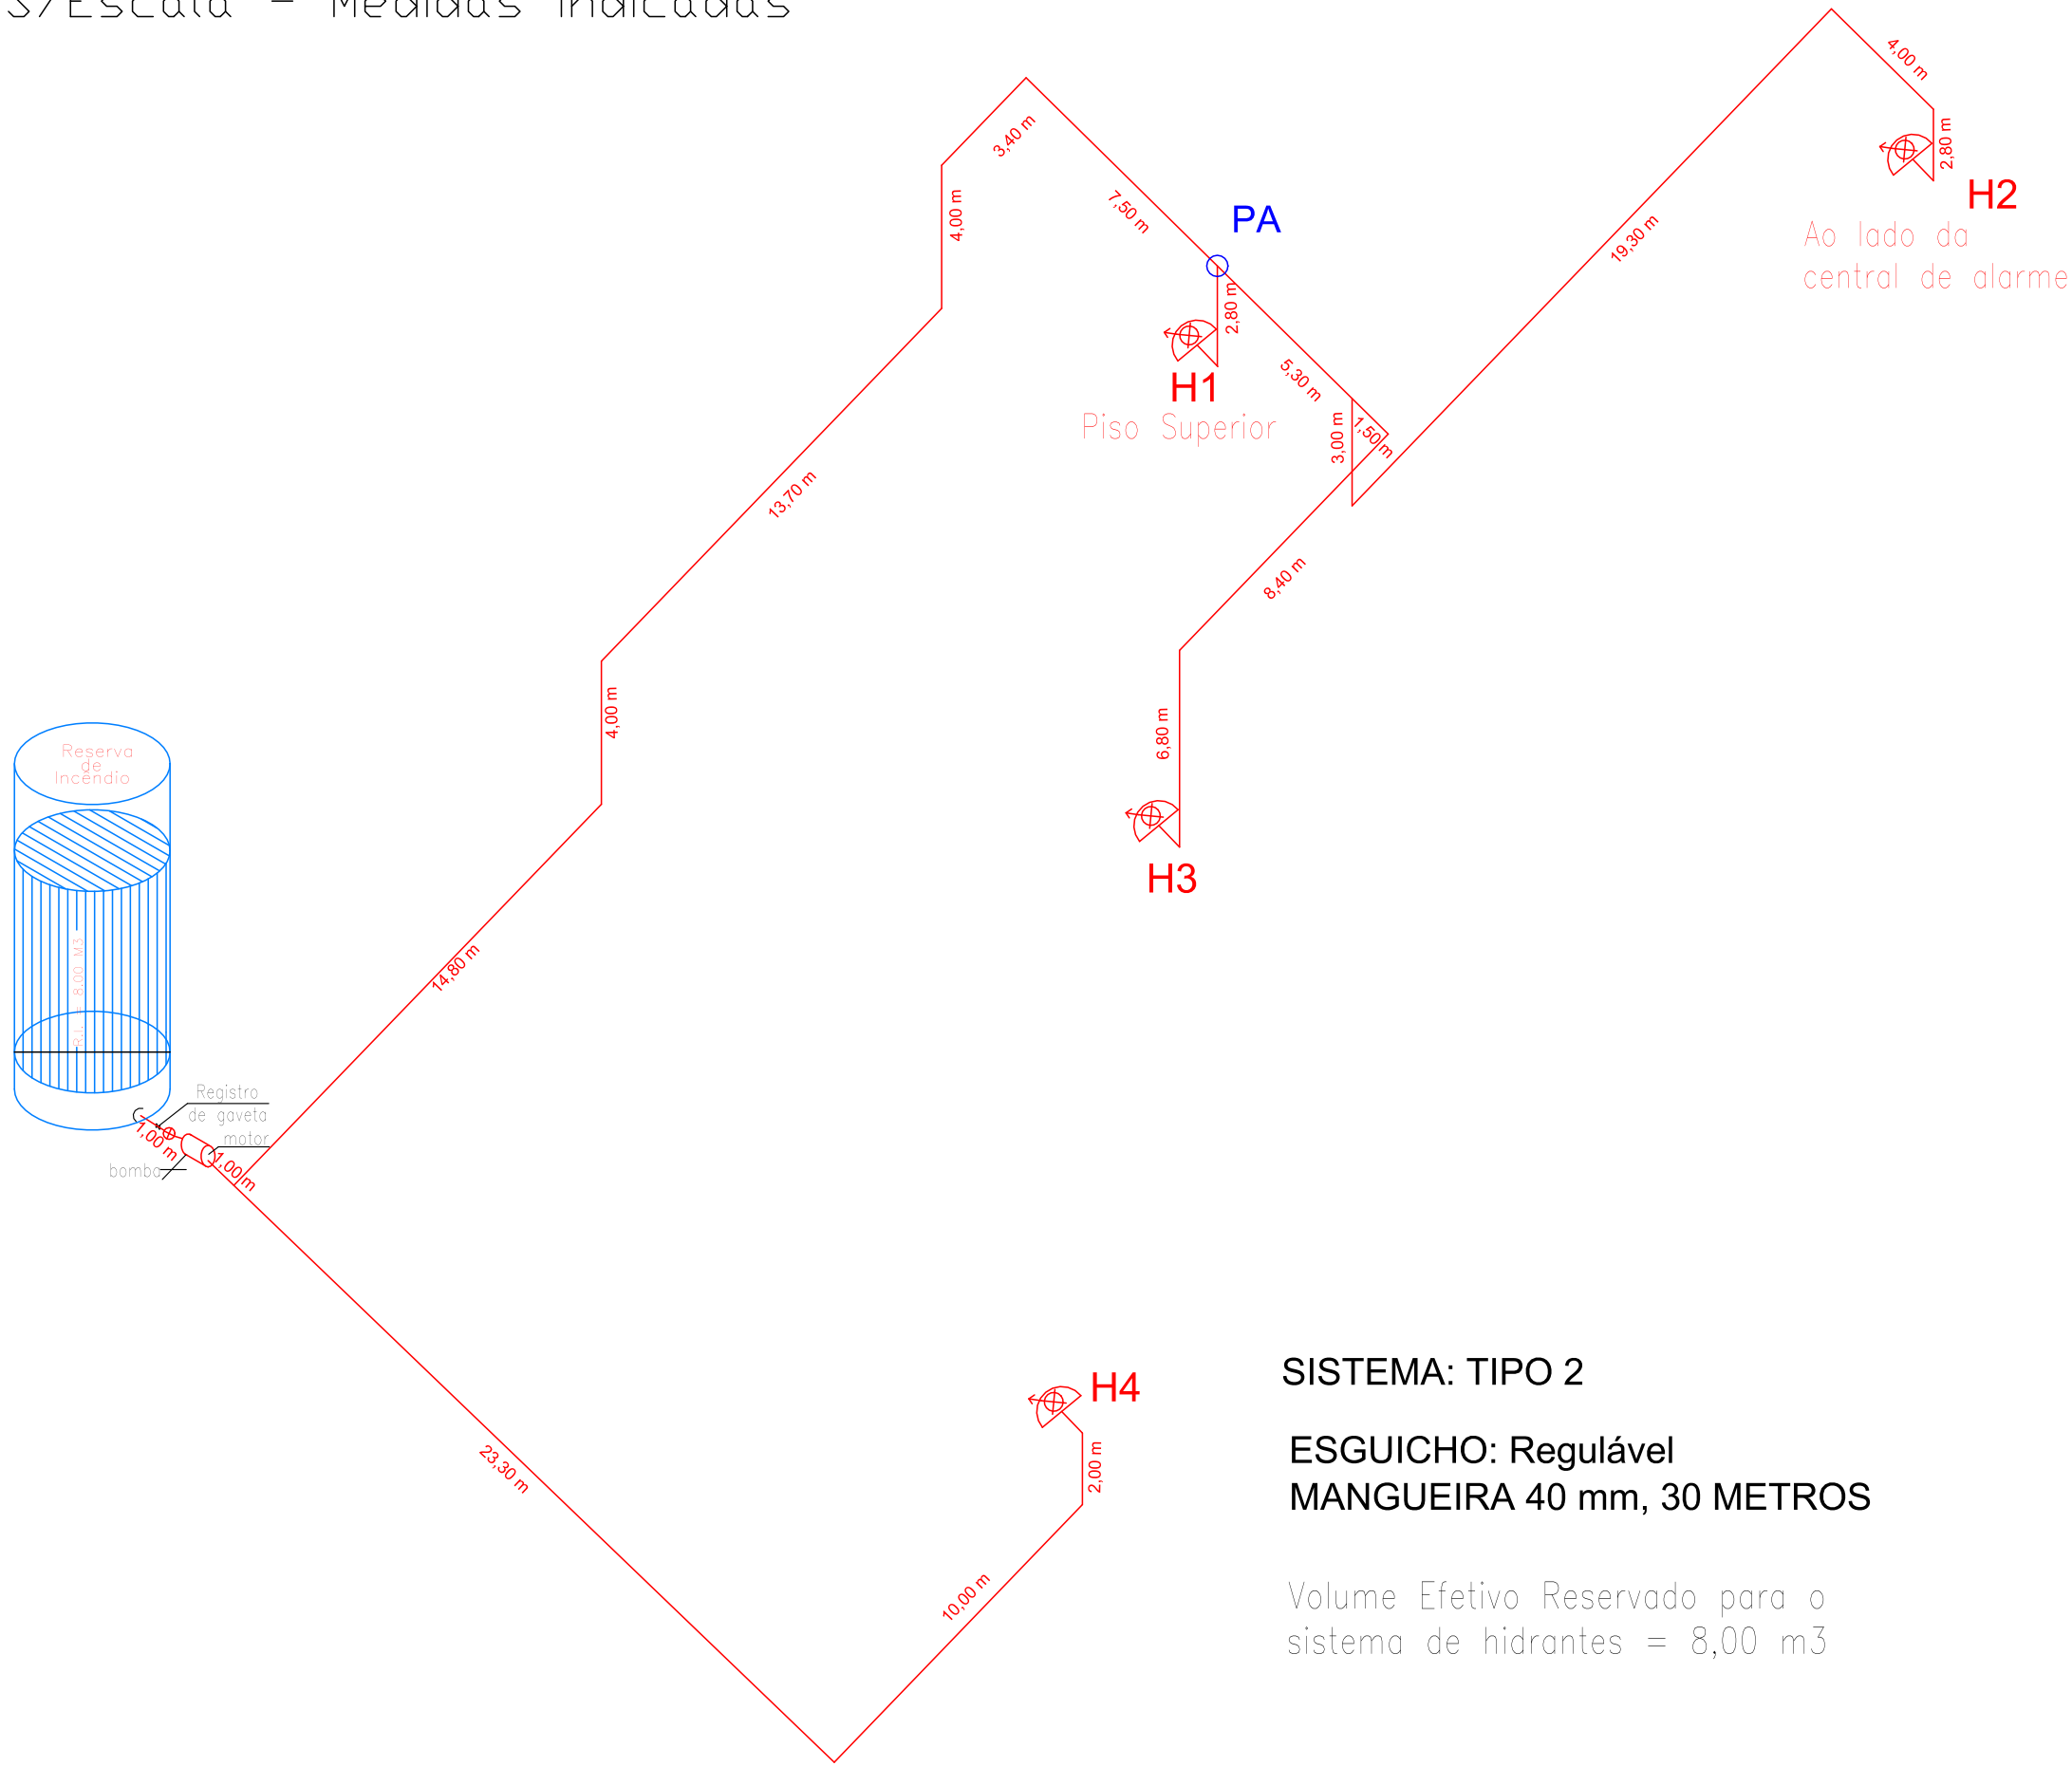 S/Escala - Medidas Indicadas
4,00 m
3,40 m
2,80 m
H2
4,00 m
7,50 m
PA
19,30 m
Ao lado da
central de alarme
2,80 m
H1
Piso Superior
5,30 m
3,00 m
1,50 m
13,70 m
8,40 m
4,00 m
6,80 m
H3
Reserva
de
Incêndio
R.I. = 8.00 M3
14,80 m
Registro
de gaveta
motor
1,00 m
1,00 m
bomba
H4
2,00 m
23,30 m
10,00 m
SISTEMA: TIPO 2
ESGUICHO: Regulável
MANGUEIRA 40 mm, 30 METROS
Volume Efetivo Reservado para o
sistema de hidrantes = 8,00 m3